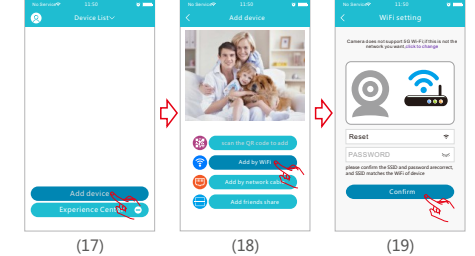 No Service 11:50
Device List
Add device
Experience Center
(17)
No Service 11:50
Add device
scan the QR code to add
Add by WiFi
Add by network cable
Add friends share
(18)
No Service 11:50
WiFi setting
Camera does not support 5G Wi-Fi if this is not the
network you want,click to change
Reset
PASSWORD
please confirm the SSID and password are correct,
and SSID matches the WiFi of device
Confirm
(19)